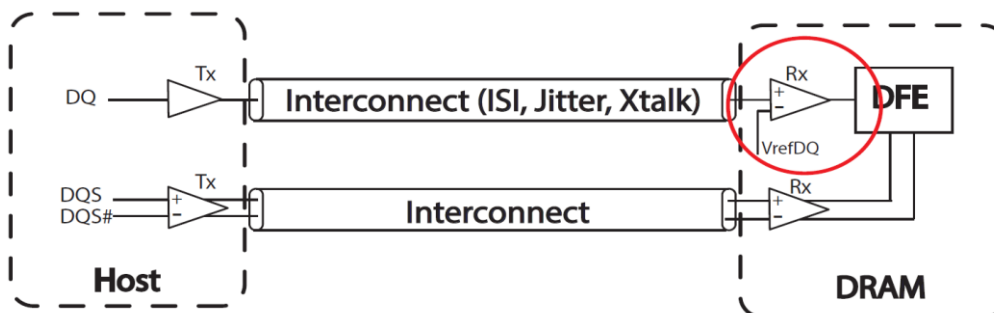 Tx
DQ
Interconnect (ISI, Jitter, Xtalk)
Rx
+
−
DFE
VrefDQ
DQS
DQS#
Tx
+
−
Interconnect
Rx
+
−
Host
DRAM